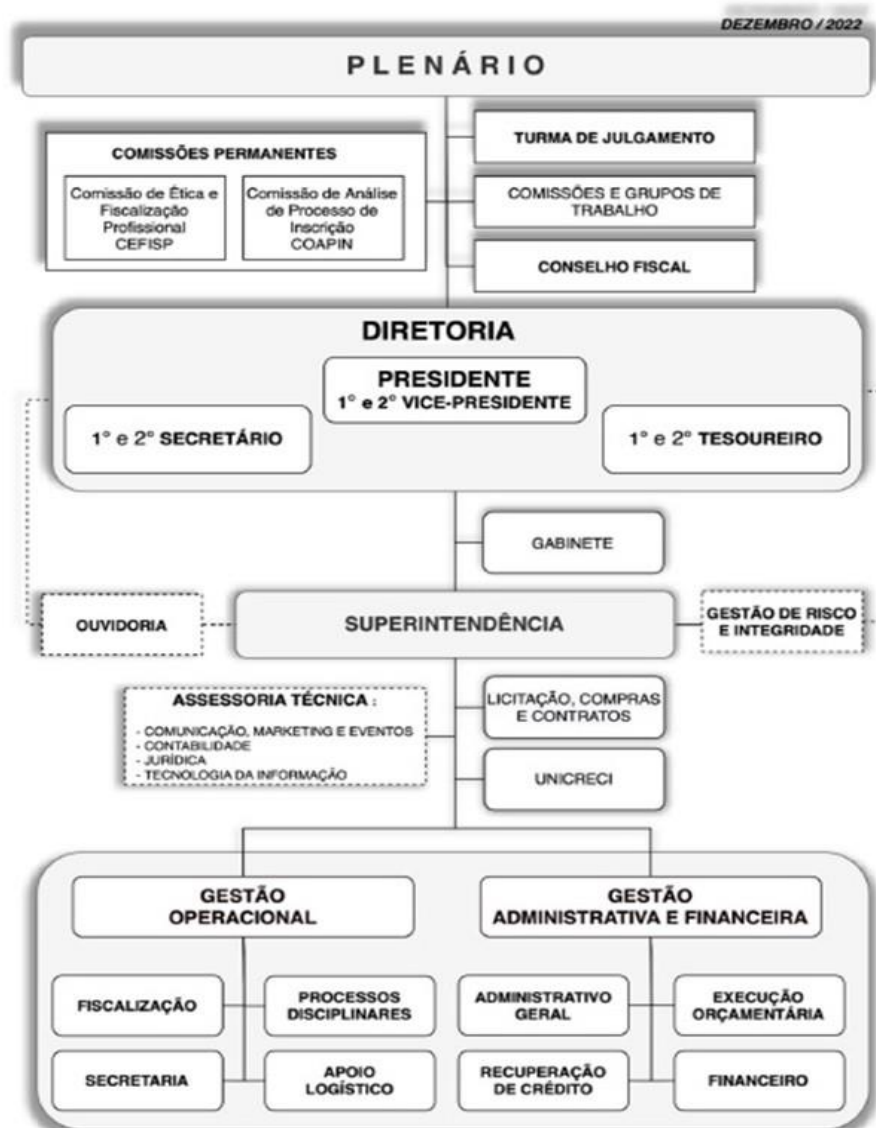 DEZEMBRO / 2022
PLENÁRIO
COMISSÕES PERMANENTES
Comissão de Ética e
Fiscalização
Profissional
CEFISP
Comissão de Análise
de Processo de
Inscrição
COAPIN
TURMA DE JULGAMENTO
COMISSÕES E GRUPOS DE
TRABALHO
CONSELHO FISCAL
DIRETORIA
PRESIDENTE
1° e 2° VICE-PRESIDENTE
1° e 2° SECRETÁRIO
1° e 2° TESOUREIRO
GABINETE
OUVIDORIA
SUPERINTENDÊNCIA
GESTÃO DE RISCO
E INTEGRIDADE
ASSESSORIA TÉCNICA :
- COMUNICAÇÃO, MARKETING E EVENTOS
- CONTABILIDADE
- JURÍDICA
- TECNOLOGIA DA INFORMAÇÃO
LICITAÇÃO, COMPRAS
E CONTRATOS
UNICRECI
GESTÃO
OPERACIONAL
GESTÃO
ADMINISTRATIVA E FINANCEIRA
FISCALIZAÇÃO
PROCESSOS
DISCIPLINARES
ADMINISTRATIVO
GERAL
EXECUÇÃO
ORÇAMENTÁRIA
SECRETARIA
APOIO
LOGÍSTICO
RECUPERAÇÃO
DE CRÉDITO
FINANCEIRO